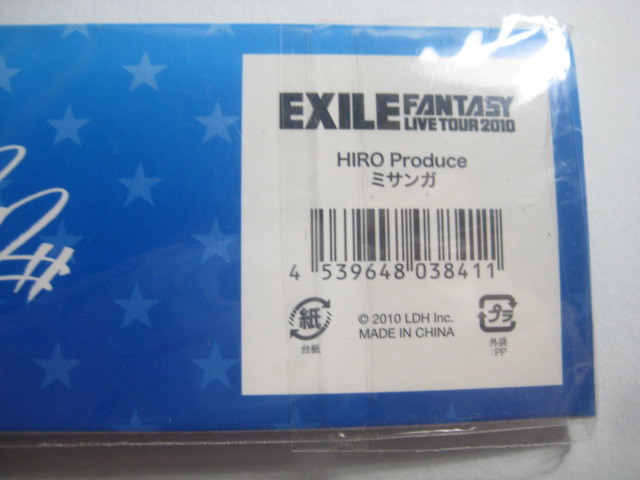 EXILE FANTASY
LIVE TOUR 2010
HIRO Produce
ミサンガ
4 539648 038411
紙
台紙
© 2010 LDH Inc.
MADE IN CHINA
プラ
外袋
:PP